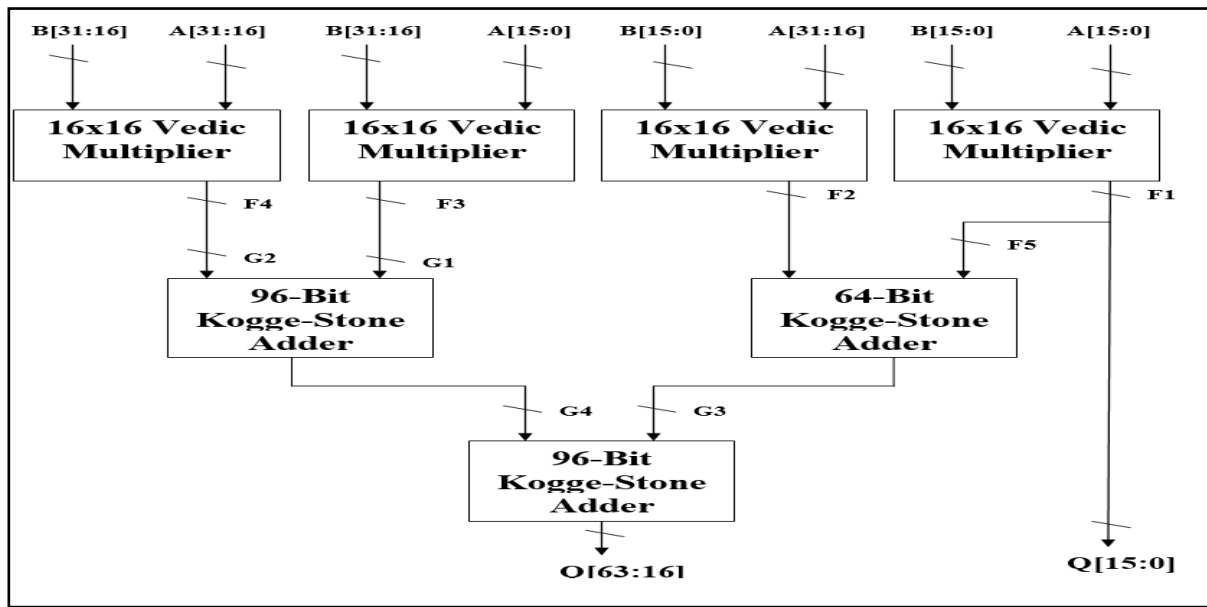 B[31:16] A[31:16] B[31:16] A[15:0] B[15:0] A[31:16] B[15:0] A[15:0]
16x16 Vedic
Multiplier
16x16 Vedic
Multiplier
16x16 Vedic
Multiplier
16x16 Vedic
Multiplier
F4 F3 F2 F1
F5
G2 G1
96-Bit
Kogge-Stone
Adder
64-Bit
Kogge-Stone
Adder
G4 G3
96-Bit
Kogge-Stone
Adder
Q[63:16]
Q[15:0]